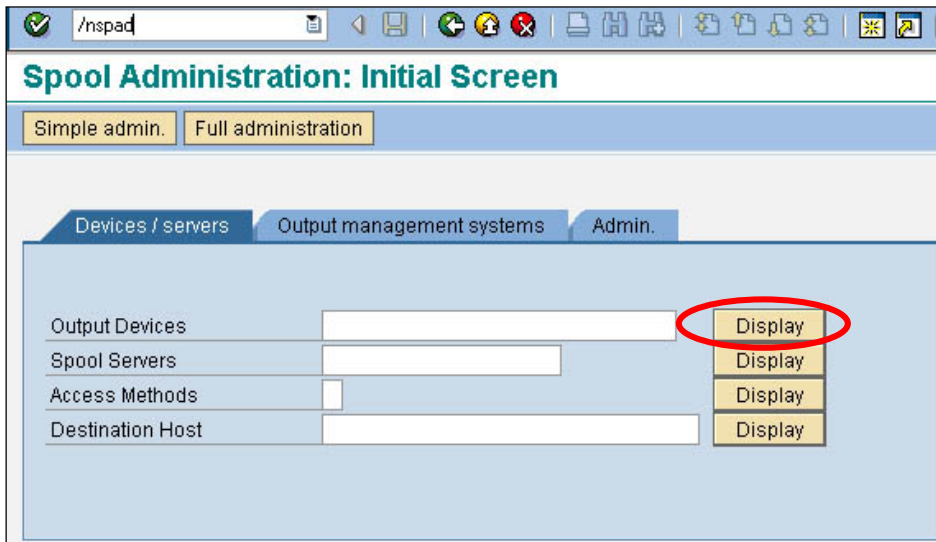 /nspad
Spool Administration: Initial Screen
Simple admin. Full administration
Devices / servers Output management systems Admin.
Output Devices Display
Spool Servers Display
Access Methods Display
Destination Host Display